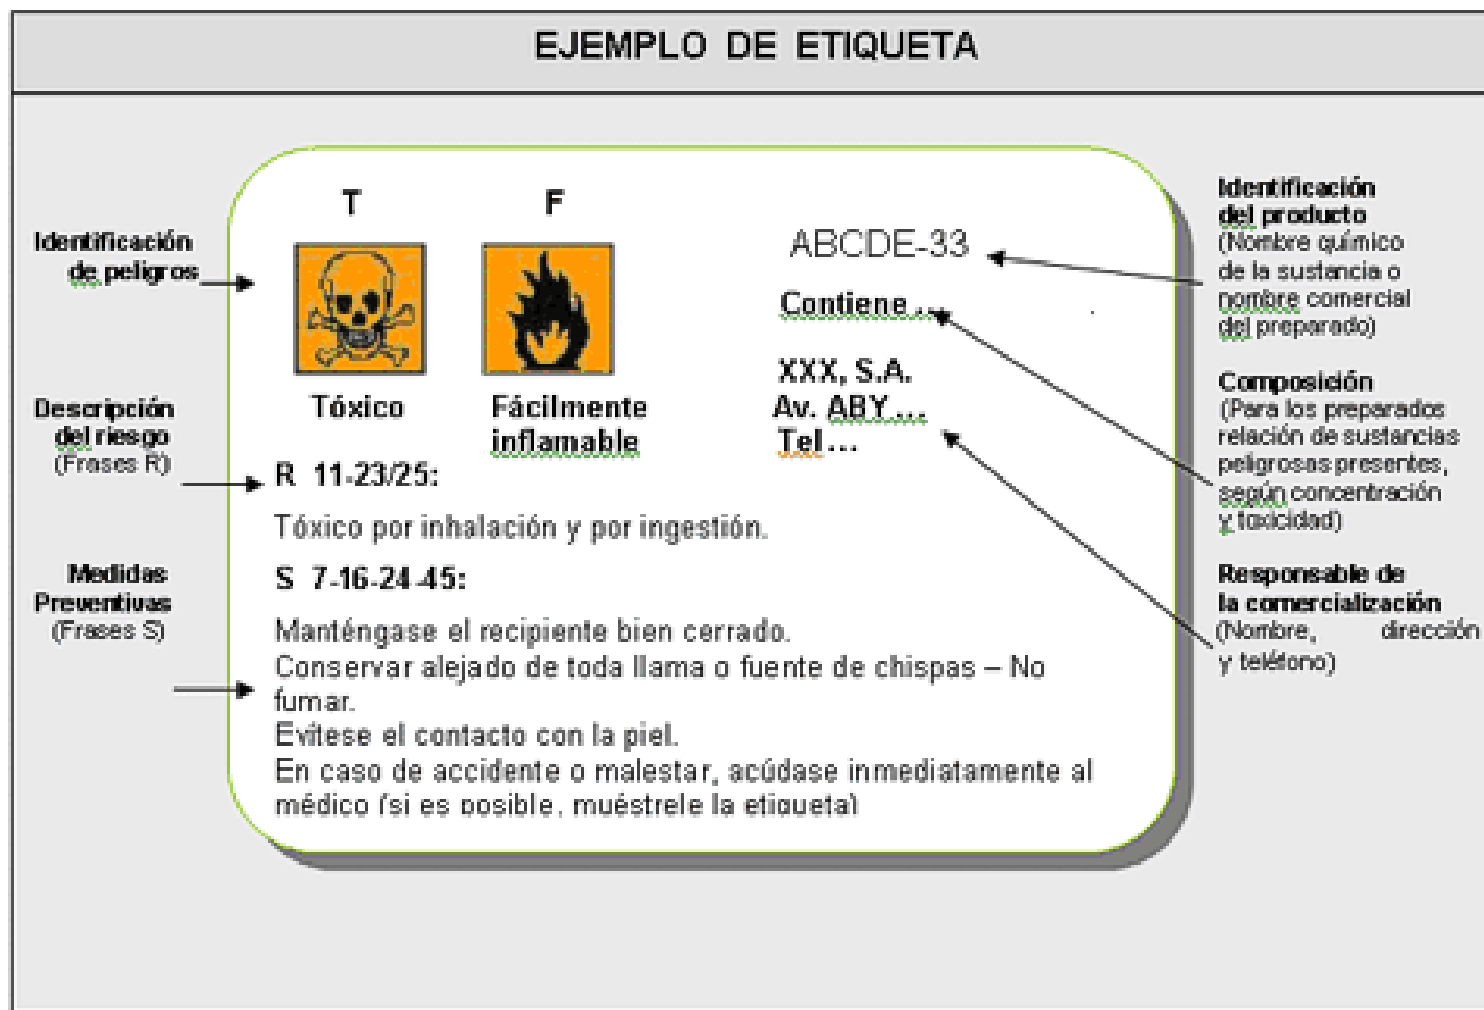 EJEMPLO DE ETIQUETA
Identificación
de peligros
Descripción
del riesgo
(Frases R)
Medidas
Preventivas
(Frases S)
T
F
Tóxico
Fácilmente
inflamable
R 11-23/25:
Tóxico por inhalación y por ingestión.
S 7-16-24-45:
Manténgase el recipiente bien cerrado.
Conservar alejado de toda llama o fuente de chispas – No
fumar.
Evítese el contacto con la piel.
En caso de accidente o malestar, acúdase inmediatamente al
médico (si es posible, muéstrele la etiqueta)
ABCDE-33
Contiene ...
XXX, S.A.
Av. ABY ...
Tel ...
Identificación
del producto
(Nombre químico
de la sustancia o
nombre comercial
del preparado)
Composición
(Para los preparados
relación de sustancias
peligrosas presentes,
según concentración
y toxicidad)
Responsable de
la comercialización
(Nombre, dirección
y teléfono)